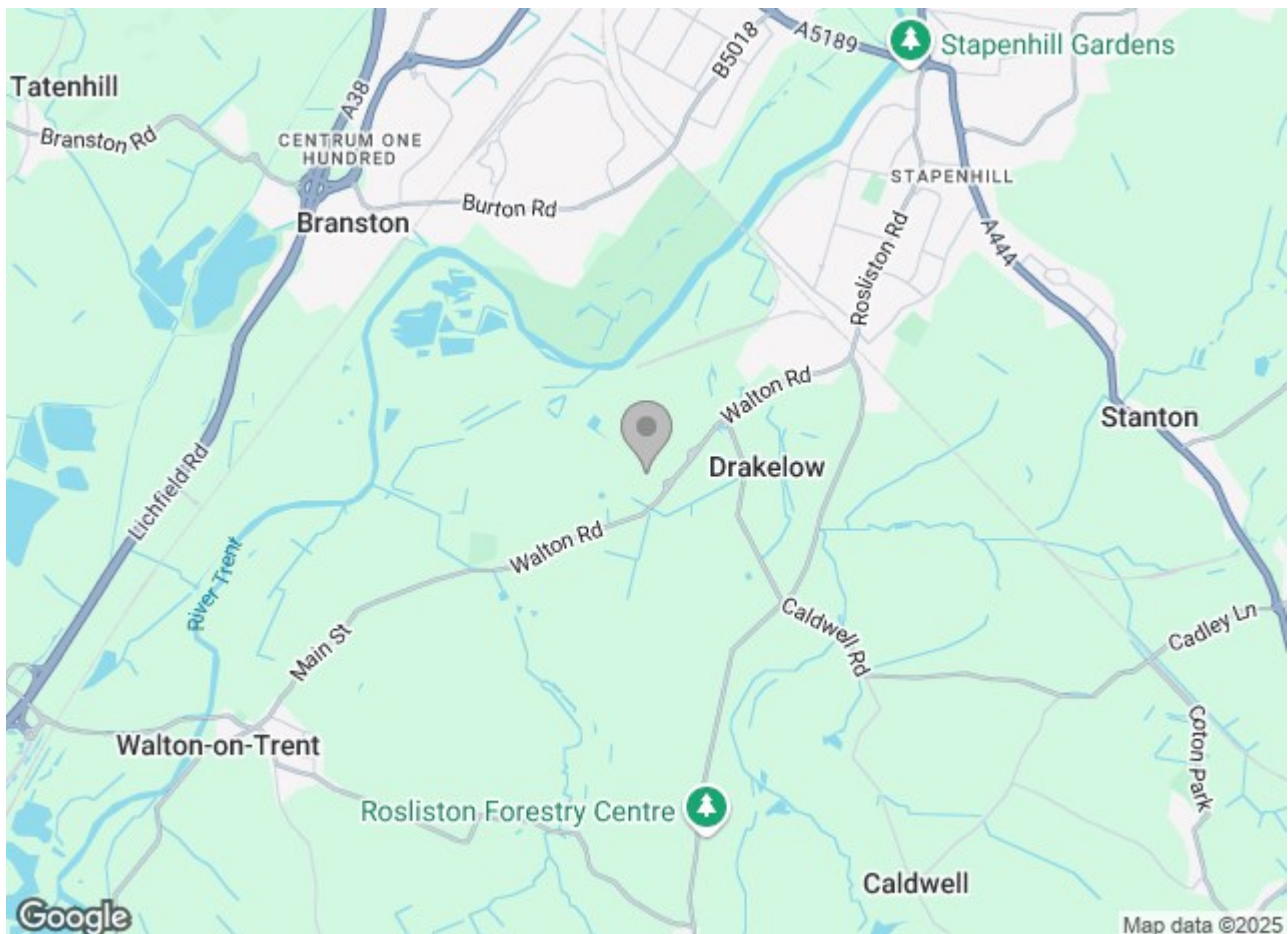 Stapenhill Gardens
A5189
B5018
Tatenhill
A38
Branston Rd
CENTRUM ONE
HUNDRED
STAPENHILL
Burton Rd
Branston
Rosliston Rd
A444
Walton Rd
Stanton
Drakelow
Lichfield Rd
Walton Rd
River Trent
Caldwell Rd
Cadley Ln
Main St
Coton Park
Walton-on-Trent
Rosliston Forestry Centre
Caldwell
Google
Map data ©2025